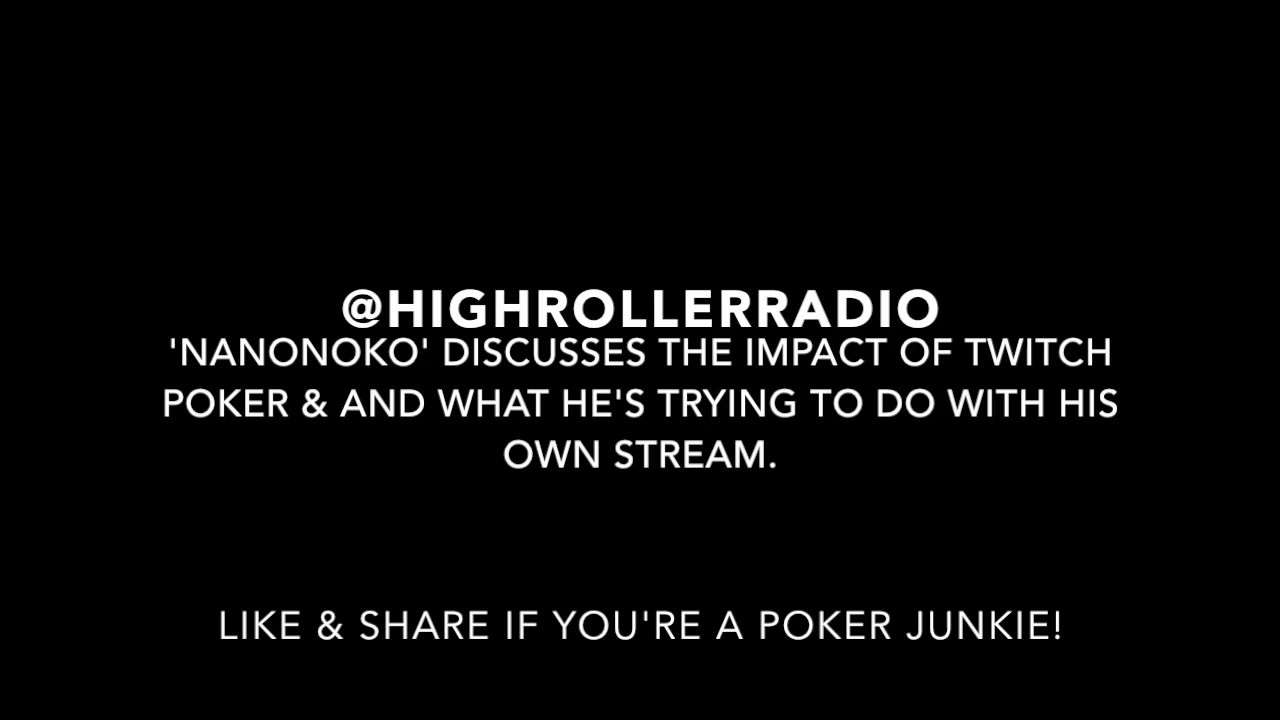 @HIGHROLLERRADIO
'NANONOKO' DISCUSSES THE IMPACT OF TWITCH
POKER & AND WHAT HE'S TRYING TO DO WITH HIS
OWN STREAM.
LIKE & SHARE IF YOU'RE A POKER JUNKIE!